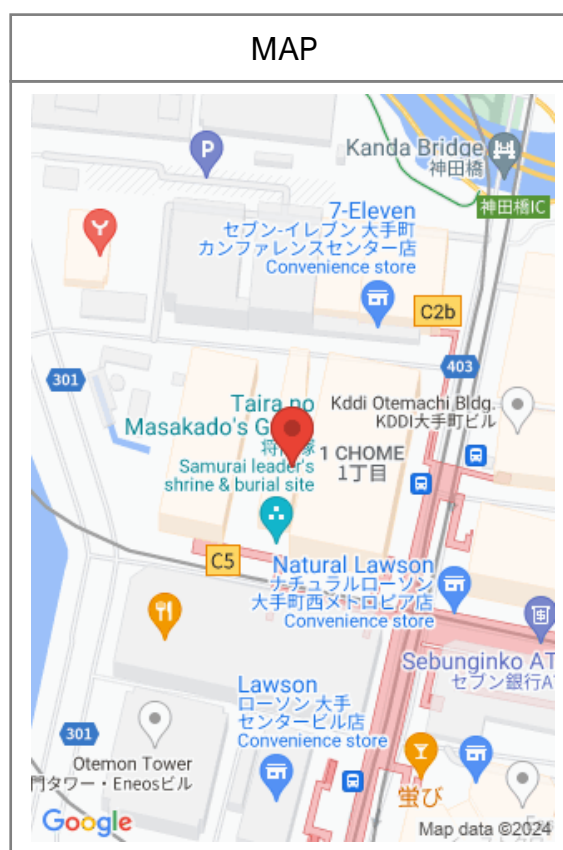 MAP
Kanda Bridge
神田橋
神田橋IC
7-Eleven
セブン-イレブン 大手町
カンファレンスセンター店
Convenience store
C2b
403
301
Taira no
Masakado's G
Samurai leader's
shrine & burial site
Kddi Otemachi Bldg.
KDDI大手町ビル
1 CHOME
1丁目
C5
Natural Lawson
ナチュラルローソン
大手町西メトロピア店
Convenience store
Sebunginko AT
セブン銀行AT
Lawson
ローソン 大手
センタービル店
Convenience store
301
Otemon Tower
門タワー・Eneosビル
蛍び
Google
Map data ©2024